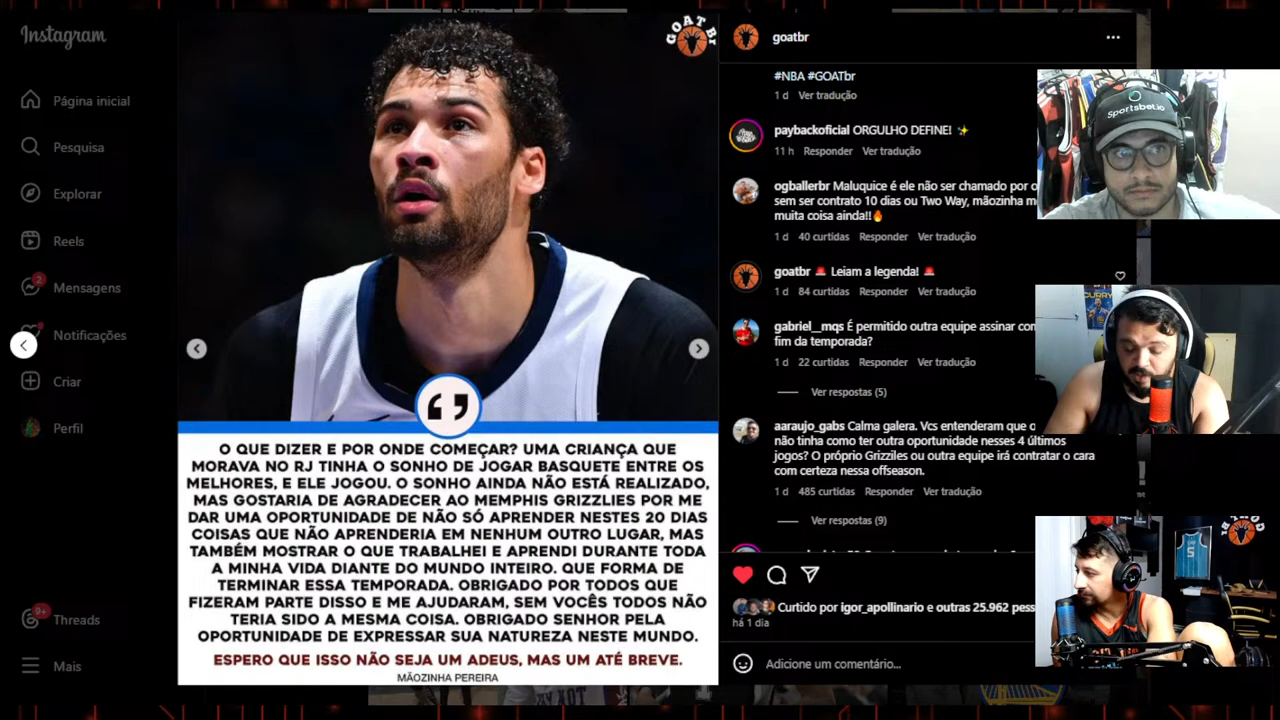 Instagram
Página inicial
Pesquisa
Explorar
Reels
2
Mensagens
Notificações
Criar
Perfil
9+
Threads
Mais
GOAT Br
O QUE DIZER E POR ONDE COMEÇAR? UMA CRIANÇA QUE
MORAVA NO RJ TINHA O SONHO DE JOGAR BASQUETE ENTRE OS
MELHORES, E ELE JOGOU. O SONHO AINDA NÃO ESTÁ REALIZADO,
MAS GOSTARIA DE AGRADECER AO MEMPHIS GRIZZLIES POR ME
DAR UMA OPORTUNIDADE DE NÃO SÓ APRENDER NESTES 20 DIAS
COISAS QUE NÃO APRENDERIA EM NENHUM OUTRO LUGAR, MAS
TAMBÉM MOSTRAR O QUE TRABALHEI E APRENDI DURANTE TODA
A MINHA VIDA DIANTE DO MUNDO INTEIRO. QUE FORMA DE
TERMINAR ESSA TEMPORADA. OBRIGADO POR TODOS QUE
FIZERAM PARTE DISSO E ME AJUDARAM, SEM VOCÊS TODOS NÃO
TERIA SIDO A MESMA COISA. OBRIGADO SENHOR PELA
OPORTUNIDADE DE EXPRESSAR SUA NATUREZA NESTE MUNDO.
ESPERO QUE ISSO NÃO SEJA UM ADEUS, MAS UM ATÉ BREVE.
MÃOZINHA PEREIRA
goatbr
#NBA #GOATbr
1 d Ver tradução
paybackoficial ORGULHO DEFINE! ✨
11 h Responder Ver tradução
ogballerbr Maluquice é ele não ser chamado por o
sem ser contrato 10 dias ou Two Way, mãozinha m
muita coisa ainda!!🔥
1 d 40 curtidas Responder Ver tradução
goatbr 🚨 Leiam a legenda! 🚨
1 d 84 curtidas Responder Ver tradução
gabriel__mqs É permitido outra equipe assinar com
fim da temporada?
1 d 22 curtidas Responder Ver tradução
Ver respostas (5)
aaraujo_gabs Calma galera. Vcs entenderam que o
não tinha como ter outra oportunidade nesses 4 últimos
jogos? O próprio Grizziles ou outra equipe irá contratar o cara
com certeza nessa offseason.
1 d 485 curtidas Responder Ver tradução
Ver respostas (9)
Curtido por igor_apollinario e outras 25.962 pess
há 1 dia
Adicione um comentário...
Sportsbet.io
CURRY
GOAT Br
5